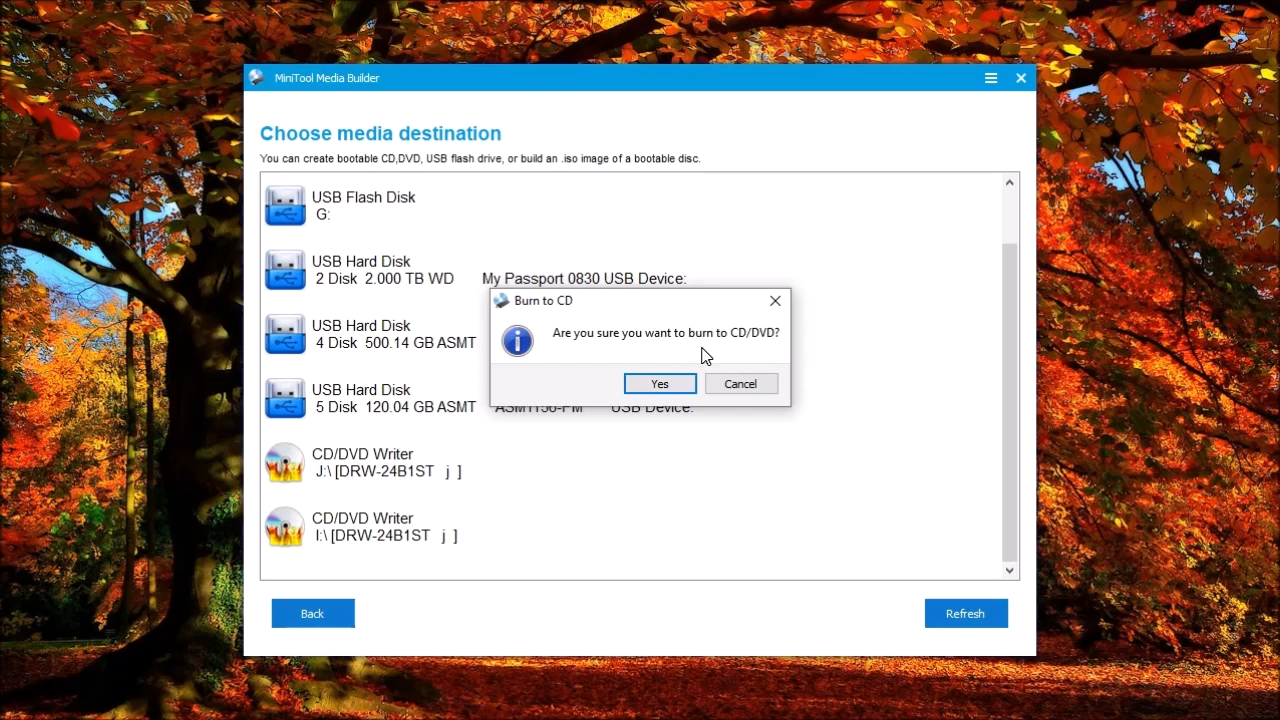 MiniTool Media Builder
Choose media destination
You can create bootable CD,DVD, USB flash drive, or build an .iso image of a bootable disc.
USB Flash Disk
G:
USB Hard Disk
2 Disk 2.000 TB WD My Passport 0830 USB Device:
Burn to CD
USB Hard Disk
Are you sure you want to burn to CD/DVD?
4 Disk 500.14 GB ASMT
Yes Cancel
USB Hard Disk
5 Disk 120.04 GB ASMT ASM1156-PM USB Device:
CD/DVD Writer
J:\ [DRW-24B1ST j ]
CD/DVD Writer
I:\ [DRW-24B1ST j ]
Back Refresh